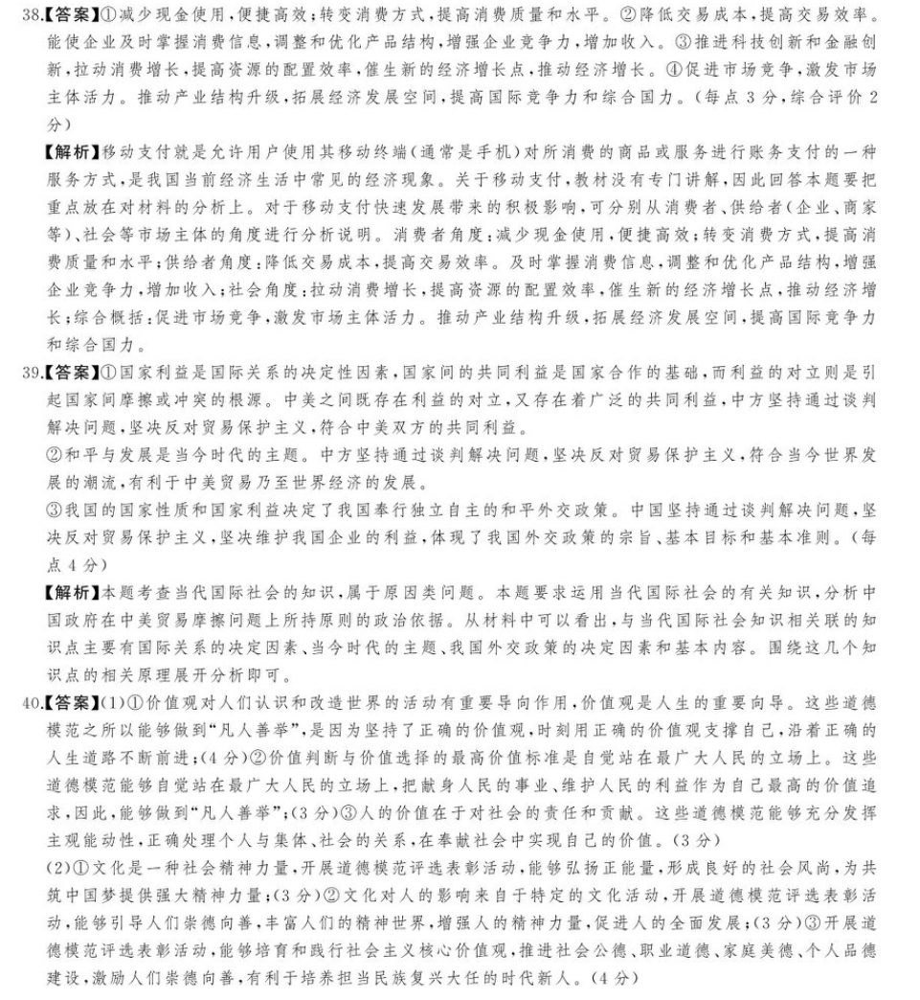 38.【答案】①减少现金使用,便捷高效;转变消费方式,提高消费质量和水平。②降低交易成本,提高交易效率。
能使企业及时掌握消费信息,调整和优化产品结构,增强企业竞争力,增加收入。③推进科技创新和金融创
新,拉动消费增长,提高资源的配置效率,催生新的经济增长点,推动经济增长。④促进市场竞争,激发市场
主体活力。推动产业结构升级,拓展经济发展空间,提高国际竞争力和综合国力。(每点 3 分,综合评价 2
分)
【解析】移动支付就是允许用户使用其移动终端(通常是手机)对所消费的商品或服务进行账务支付的一种
服务方式,是我国当前经济生活中常见的经济现象。关于移动支付,教材没有专门讲解,因此回答本题要把
重点放在对材料的分析上。对于移动支付快速发展带来的积极影响,可分别从消费者、供给者(企业、商家
等)、社会等市场主体的角度进行分析说明。消费者角度:减少现金使用,便捷高效;转变消费方式,提高消
费质量和水平;供给者角度:降低交易成本,提高交易效率。及时掌握消费信息,调整和优化产品结构,增强
企业竞争力,增加收入;社会角度:拉动消费增长,提高资源的配置效率,催生新的经济增长点,推动经济增
长;综合概括:促进市场竞争,激发市场主体活力。推动产业结构升级,拓展经济发展空间,提高国际竞争力
和综合国力。
39.【答案】①国家利益是国际关系的决定性因素,国家间的共同利益是国家合作的基础,而利益的对立则是引
起国家间摩擦或冲突的根源。中美之间既存在利益的对立,又存在着广泛的共同利益,中方坚持通过谈判
解决问题,坚决反对贸易保护主义,符合中美双方的共同利益。
②和平与发展是当今时代的主题。中方坚持通过谈判解决问题,坚决反对贸易保护主义,符合当今世界发
展的潮流,有利于中美贸易乃至世界经济的发展。
③我国的国家性质和国家利益决定了我国奉行独立自主的和平外交政策。中国坚持通过谈判解决问题,坚
决反对贸易保护主义,坚决维护我国企业的利益,体现了我国外交政策的宗旨、基本目标和基本准则。(每
点 4 分)
【解析】本题考查当代国际社会的知识,属于原因类问题。本题要求运用当代国际社会的有关知识,分析中
国政府在中美贸易摩擦问题上所持原则的政治依据。从材料中可以看出,与当代国际社会知识相关联的知
识点主要有国际关系的决定因素、当今时代的主题、我国外交政策的决定因素和基本内容。围绕这几个知
识点的相关原理展开分析即可。
40.【答案】(1)①价值观对人们认识和改造世界的活动有重要导向作用,价值观是人生的重要向导。这些道德
模范之所以能够做到“凡人善举”,是因为坚持了正确的价值观,时刻用正确的价值观支撑自己,沿着正确的
人生道路不断前进;(4 分)②价值判断与价值选择的最高价值标准是自觉站在最广大人民的立场上。这些
道德模范能够自觉站在最广大人民的立场上,把献身人民的事业、维护人民的利益作为自己最高的价值追
求,因此,能够做到“凡人善举”;(3 分)③人的价值在于对社会的责任和贡献。这些道德模范能够充分发挥
主观能动性,正确处理个人与集体、社会的关系,在奉献社会中实现自己的价值。(3 分)
(2)①文化是一种社会精神力量,开展道德模范评选表彰活动,能够弘扬正能量,形成良好的社会风尚,为共
筑中国梦提供强大精神力量;(3 分)②文化对人的影响来自于特定的文化活动,开展道德模范评选表彰活
动,能够引导人们崇德向善,丰富人们的精神世界,增强人的精神力量,促进人的全面发展;(3 分)③开展道
德模范评选表彰活动,能够培育和践行社会主义核心价值观,推进社会公德、职业道德、家庭美德、个人品德
建设,激励人们崇德向善,有利于培养担当民族复兴大任的时代新人。(4 分)